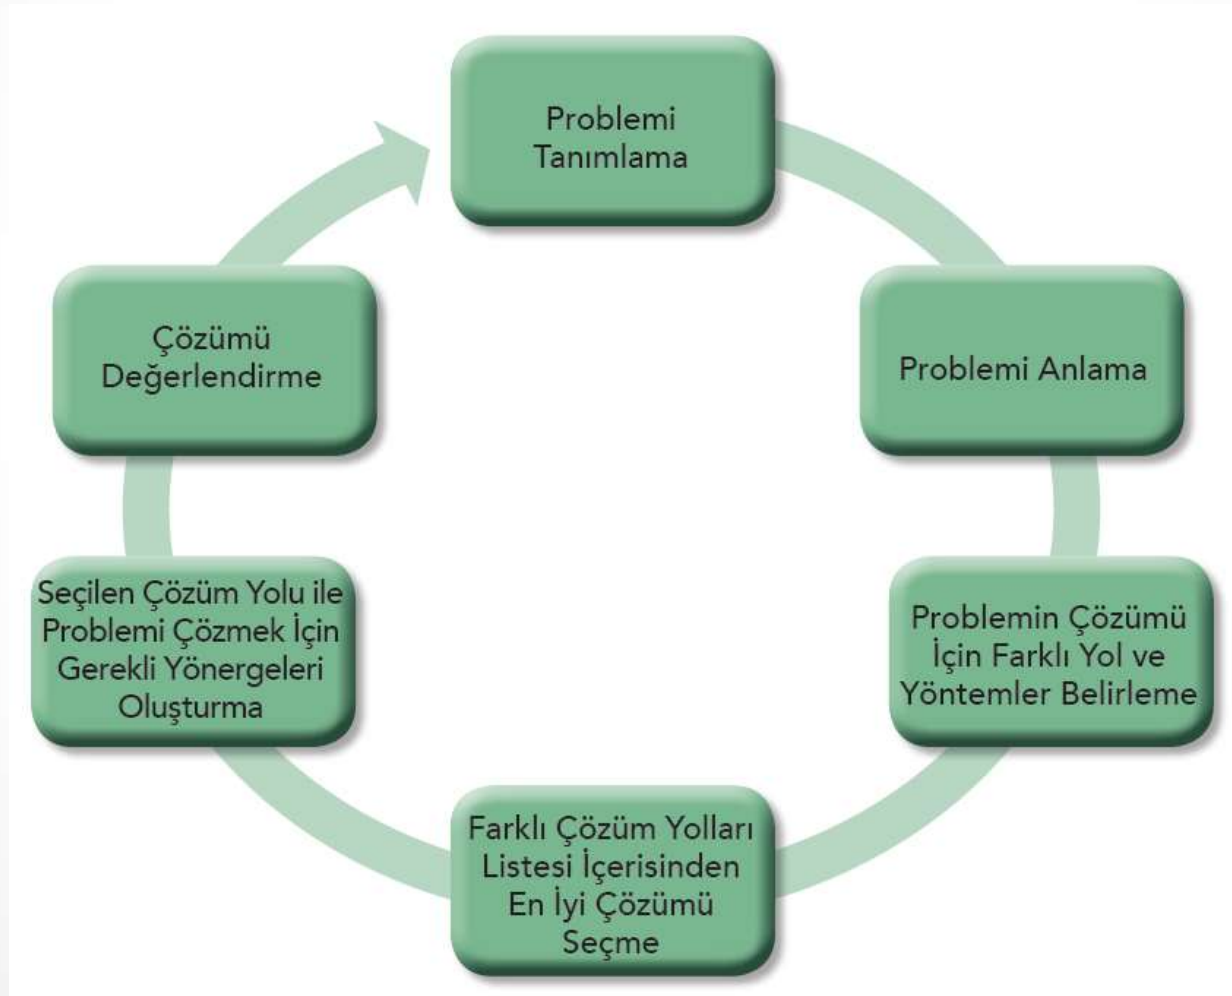 Problemi
Tanımlama
Problemi Anlama
Problemin Çözümü
İçin Farklı Yol ve
Yöntemler Belirleme
Farklı Çözüm Yolları
Listesi İçerisinden
En İyi Çözümü
Seçme
Seçilen Çözüm Yolu ile
Problemi Çözmek İçin
Gerekli Yönergeleri
Oluşturma
Çözümü
Değerlendirme